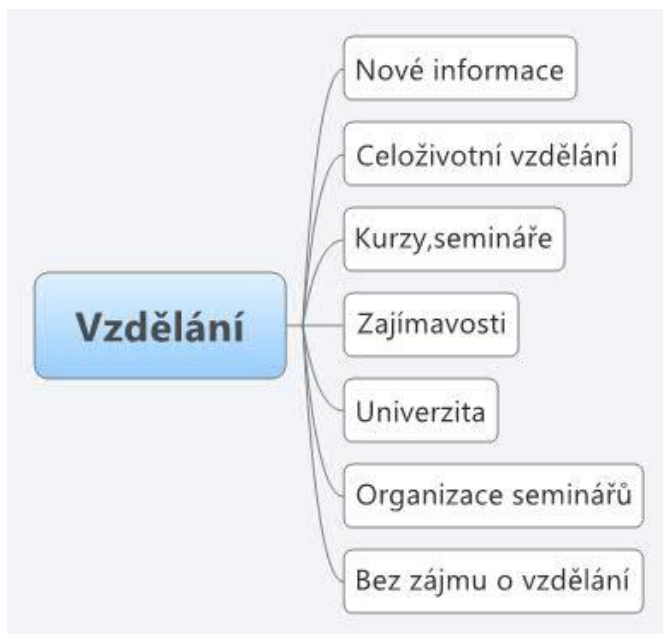 Nové informace
Celoživotní vzdělání
Kurzy,semináře
Vzdělání
Zajímavosti
Univerzita
Organizace seminářů
Bez zájmu o vzdělání